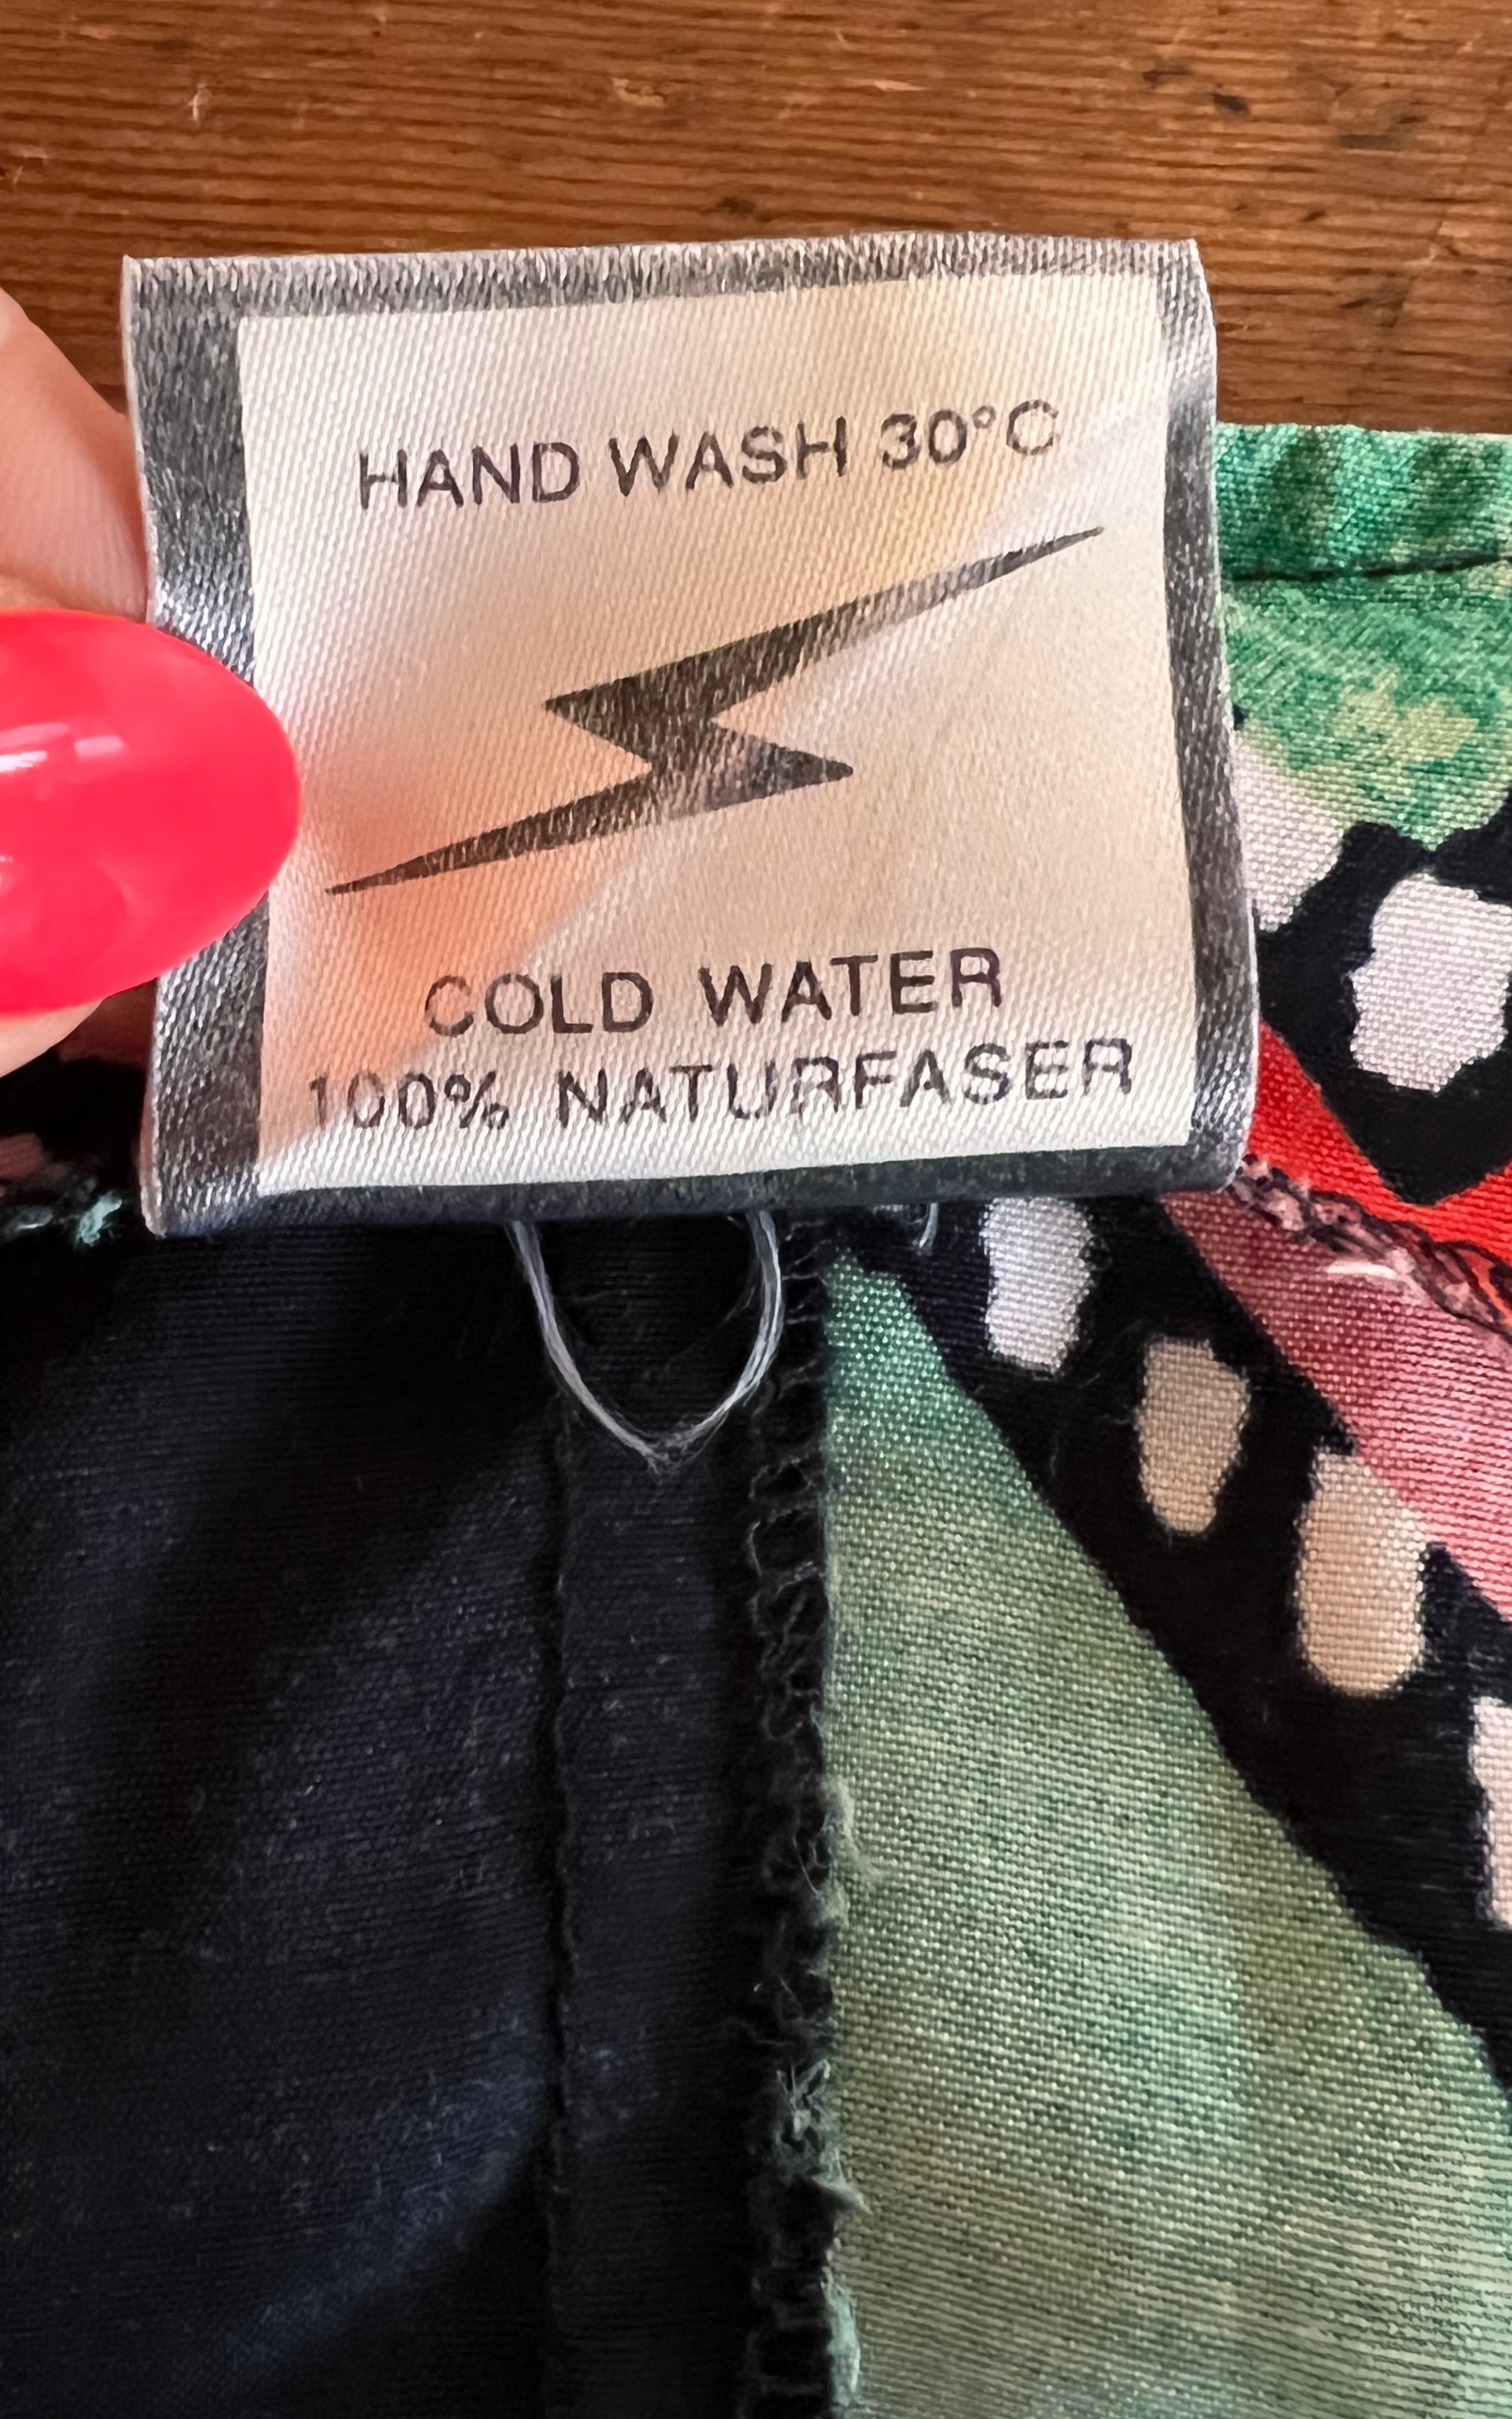 HAND WASH 30°C
COLD WATER
100% NATURFASER